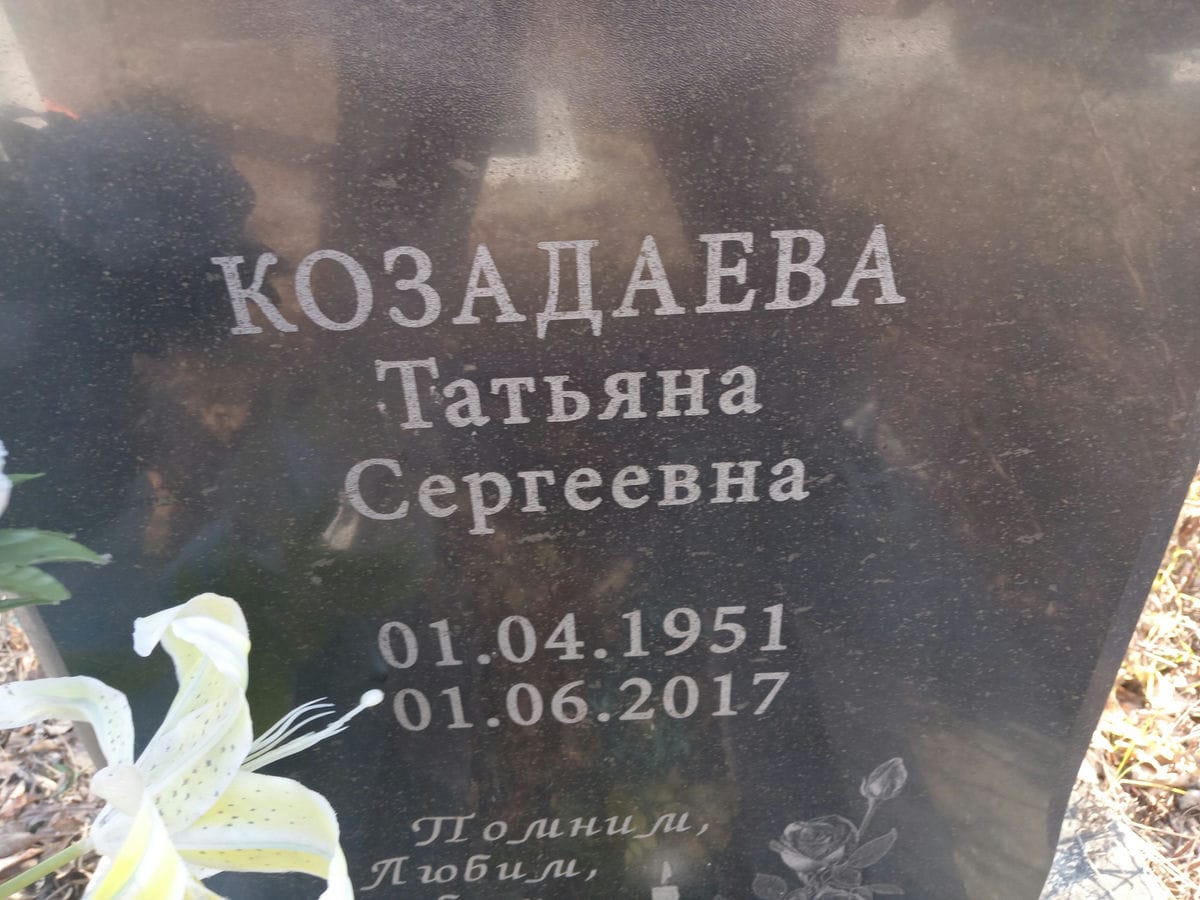 КОЗАДАЕВА
Татьяна
Сергеевна
01.04.1951
01.06.2017
Помним,
Любим,